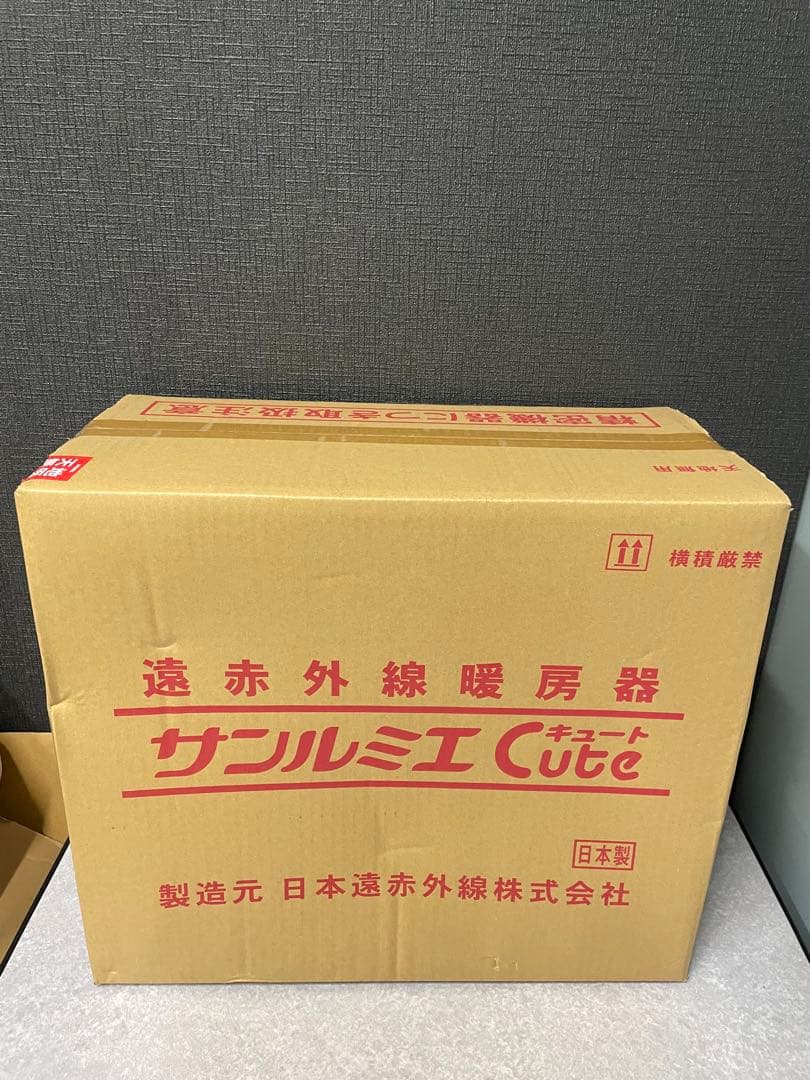 精密機器につき取扱注意
天地無用
横積厳禁
遠赤外線暖房器
キュート
サンルミエ Cute
日本製
製造元 日本遠赤外線株式会社